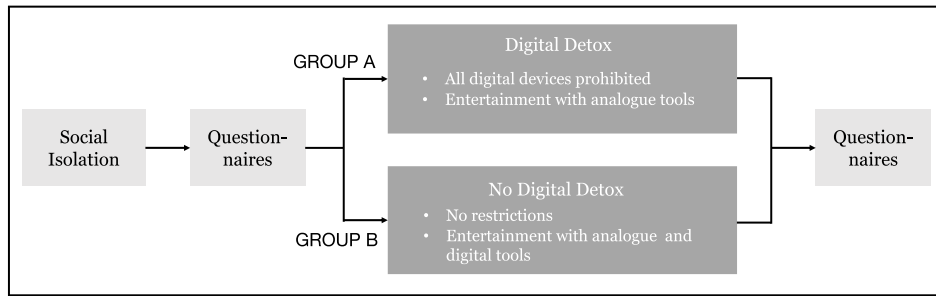 Social
Isolation
Question-
naires
GROUP A
Digital Detox
• All digital devices prohibited
• Entertainment with analogue tools
GROUP B
No Digital Detox
• No restrictions
• Entertainment with analogue and
digital tools
Question-
naires